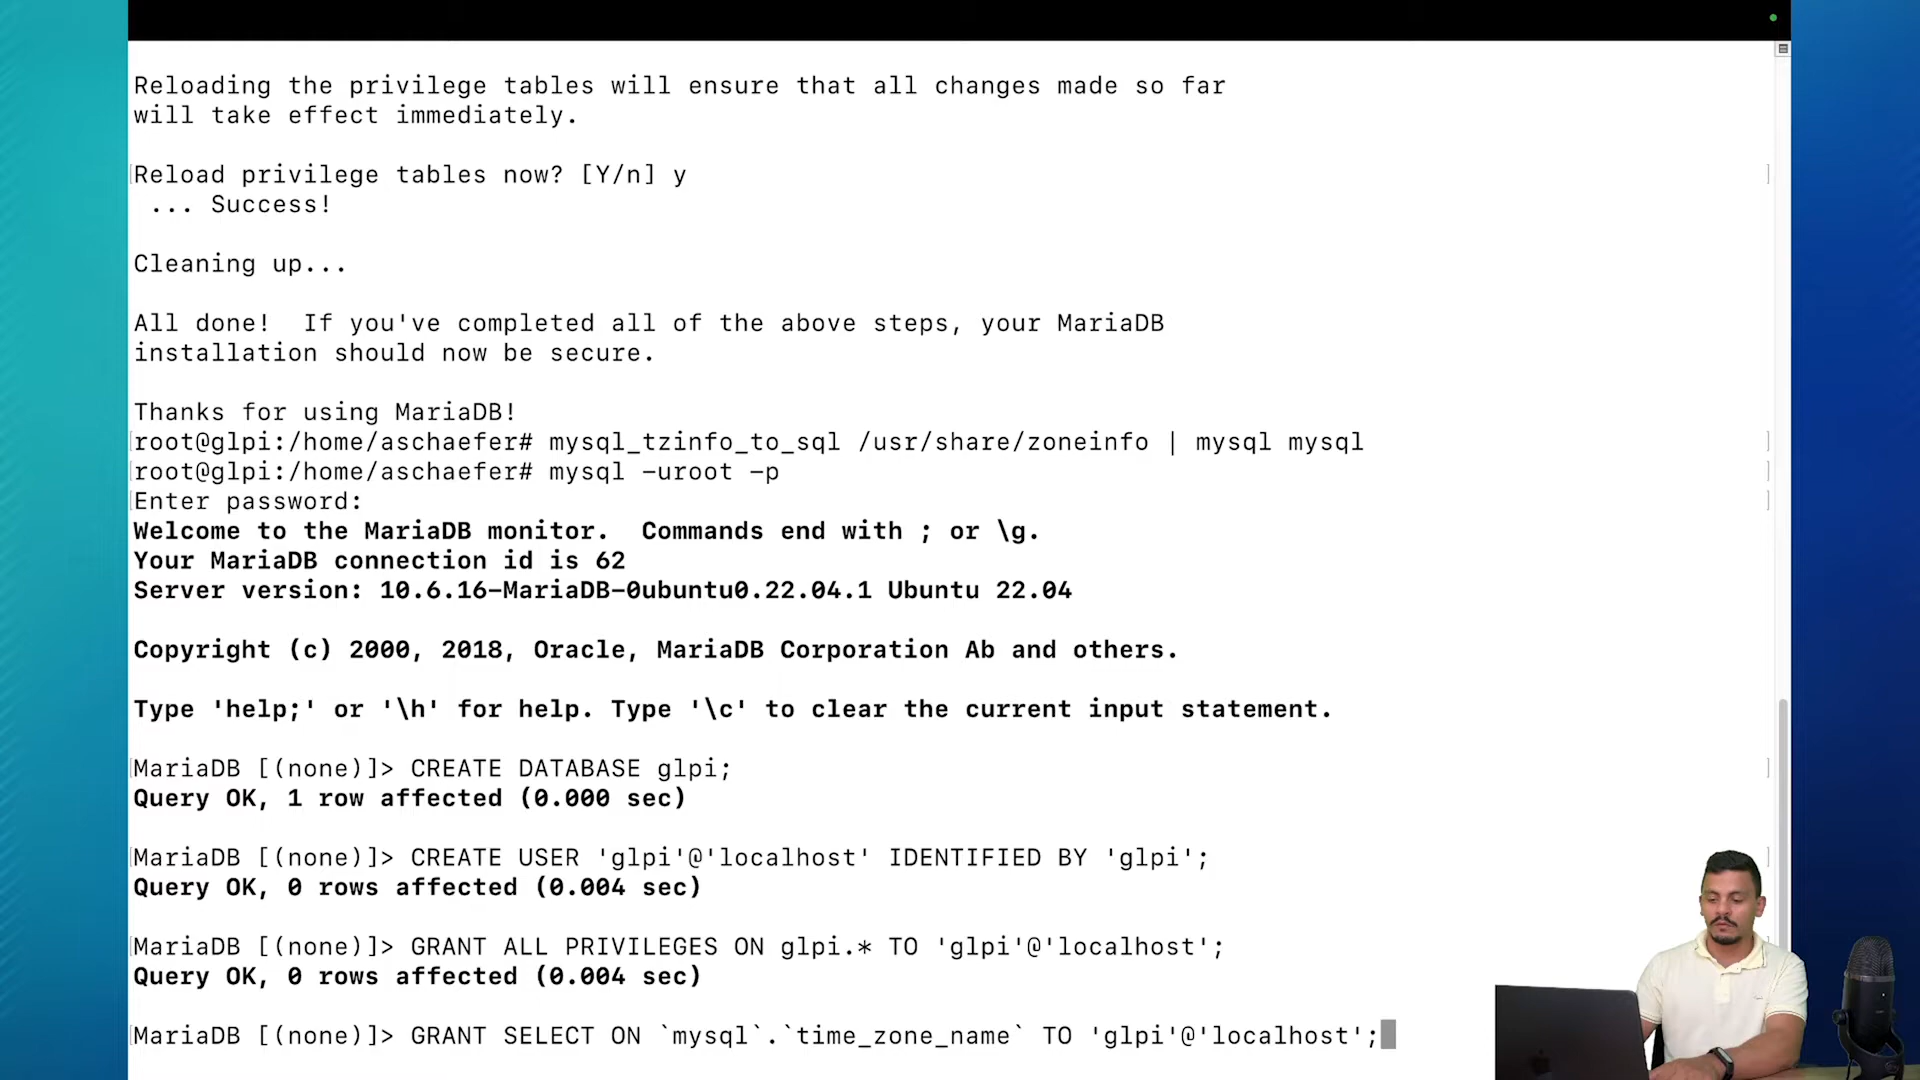 Reloading the privilege tables will ensure that all changes made so far
will take effect immediately.
Reload privilege tables now? [Y/n] y
... Success!
Cleaning up...
All done!  If you've completed all of the above steps, your MariaDB
installation should now be secure.
Thanks for using MariaDB!
root@glpi:/home/aschaefer# mysql_tzinfo_to_sql /usr/share/zoneinfo | mysql mysql
root@glpi:/home/aschaefer# mysql -uroot -p
Enter password:
Welcome to the MariaDB monitor.  Commands end with ; or \g.
Your MariaDB connection id is 62
Server version: 10.6.16-MariaDB-0ubuntu0.22.04.1 Ubuntu 22.04
Copyright (c) 2000, 2018, Oracle, MariaDB Corporation Ab and others.
Type 'help;' or '\h' for help. Type '\c' to clear the current input statement.
MariaDB [(none)]> CREATE DATABASE glpi;
Query OK, 1 row affected (0.000 sec)
MariaDB [(none)]> CREATE USER 'glpi'@'localhost' IDENTIFIED BY 'glpi';
Query OK, 0 rows affected (0.004 sec)
MariaDB [(none)]> GRANT ALL PRIVILEGES ON glpi.* TO 'glpi'@'localhost';
Query OK, 0 rows affected (0.004 sec)
MariaDB [(none)]> GRANT SELECT ON `mysql`.`time_zone_name` TO 'glpi'@'localhost';